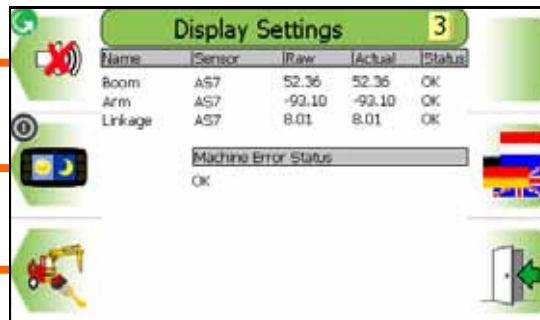 Display Settings 3
Name Sensor Raw Actual Status
Boom AS7 52.36 52.36 OK
Arm AS7 -93.10 -93.10 OK
Linkage AS7 8.01 8.01 OK
Machine Error Status
OK